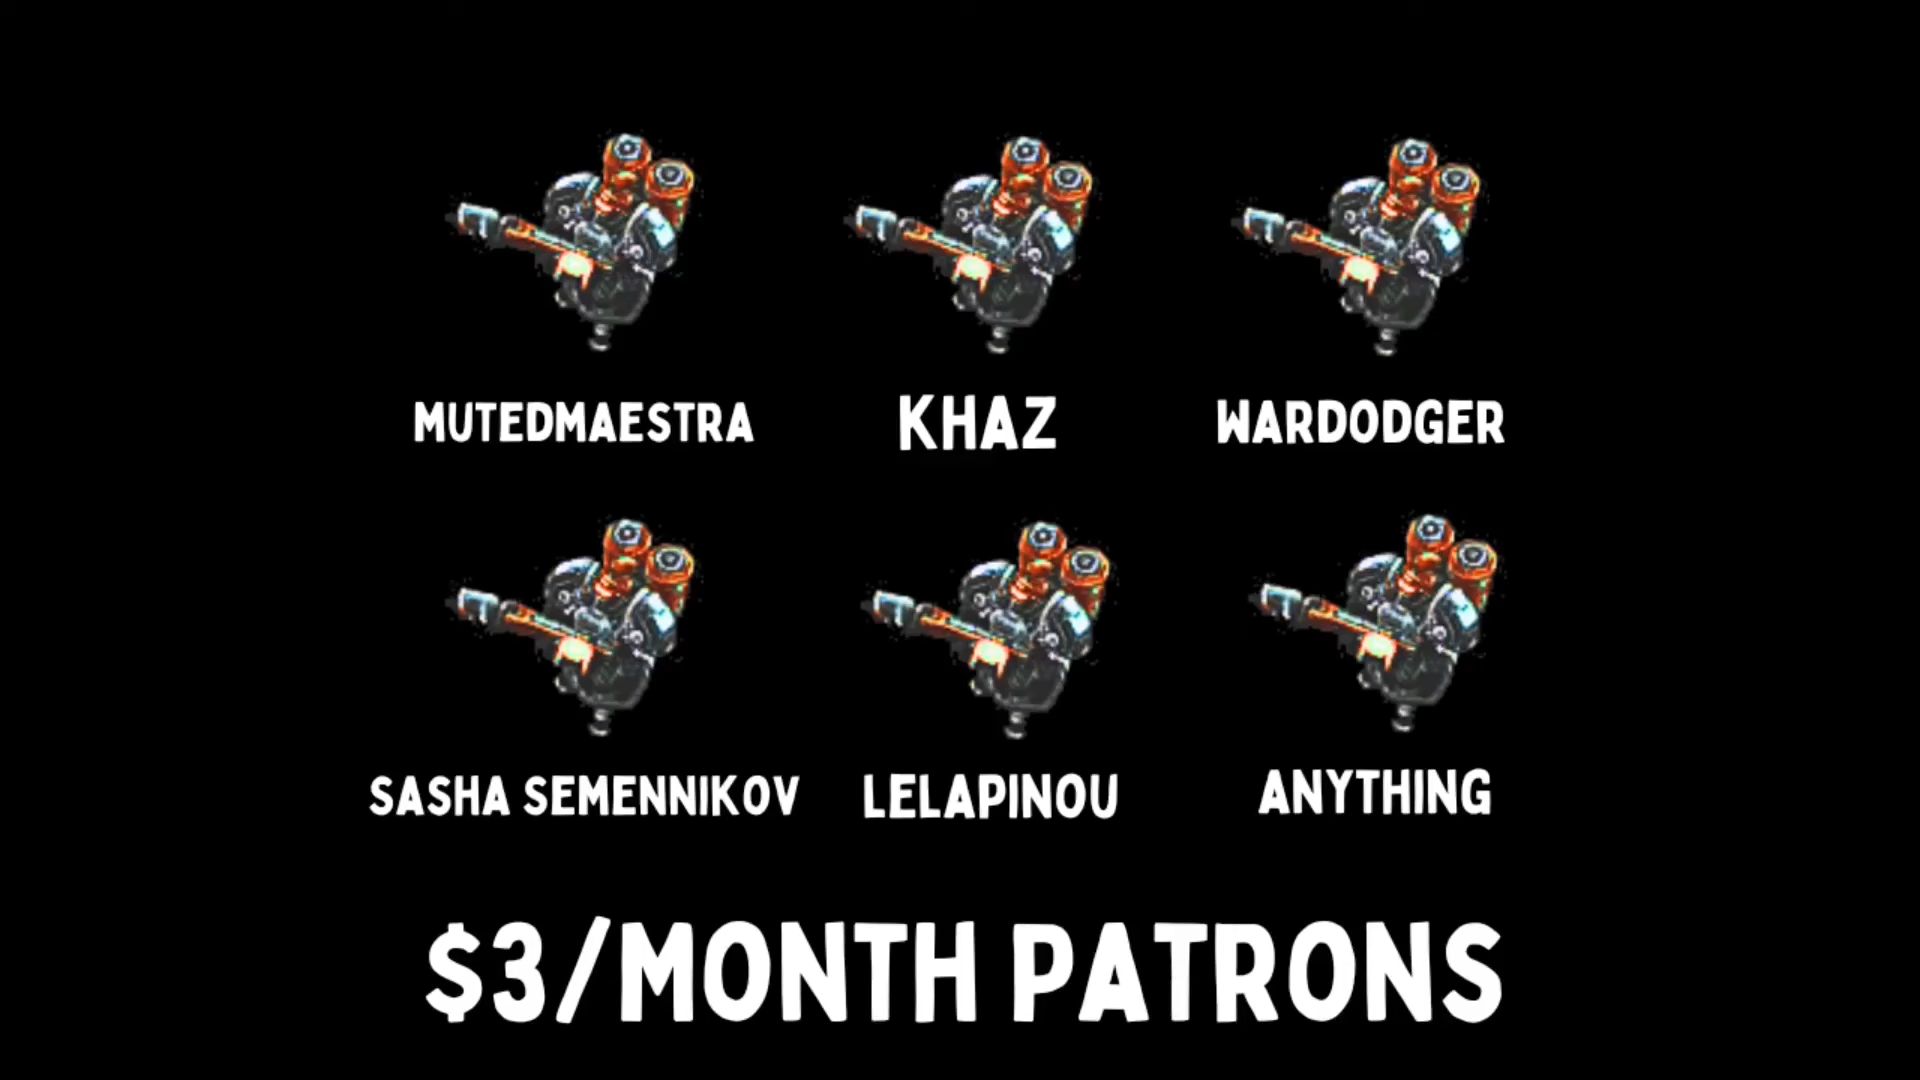 MUTEDMAESTRA KHAZ WARDODGER
SASHA SEMENNIKOV LELAPINOU ANYTHING
$3/MONTH PATRONS